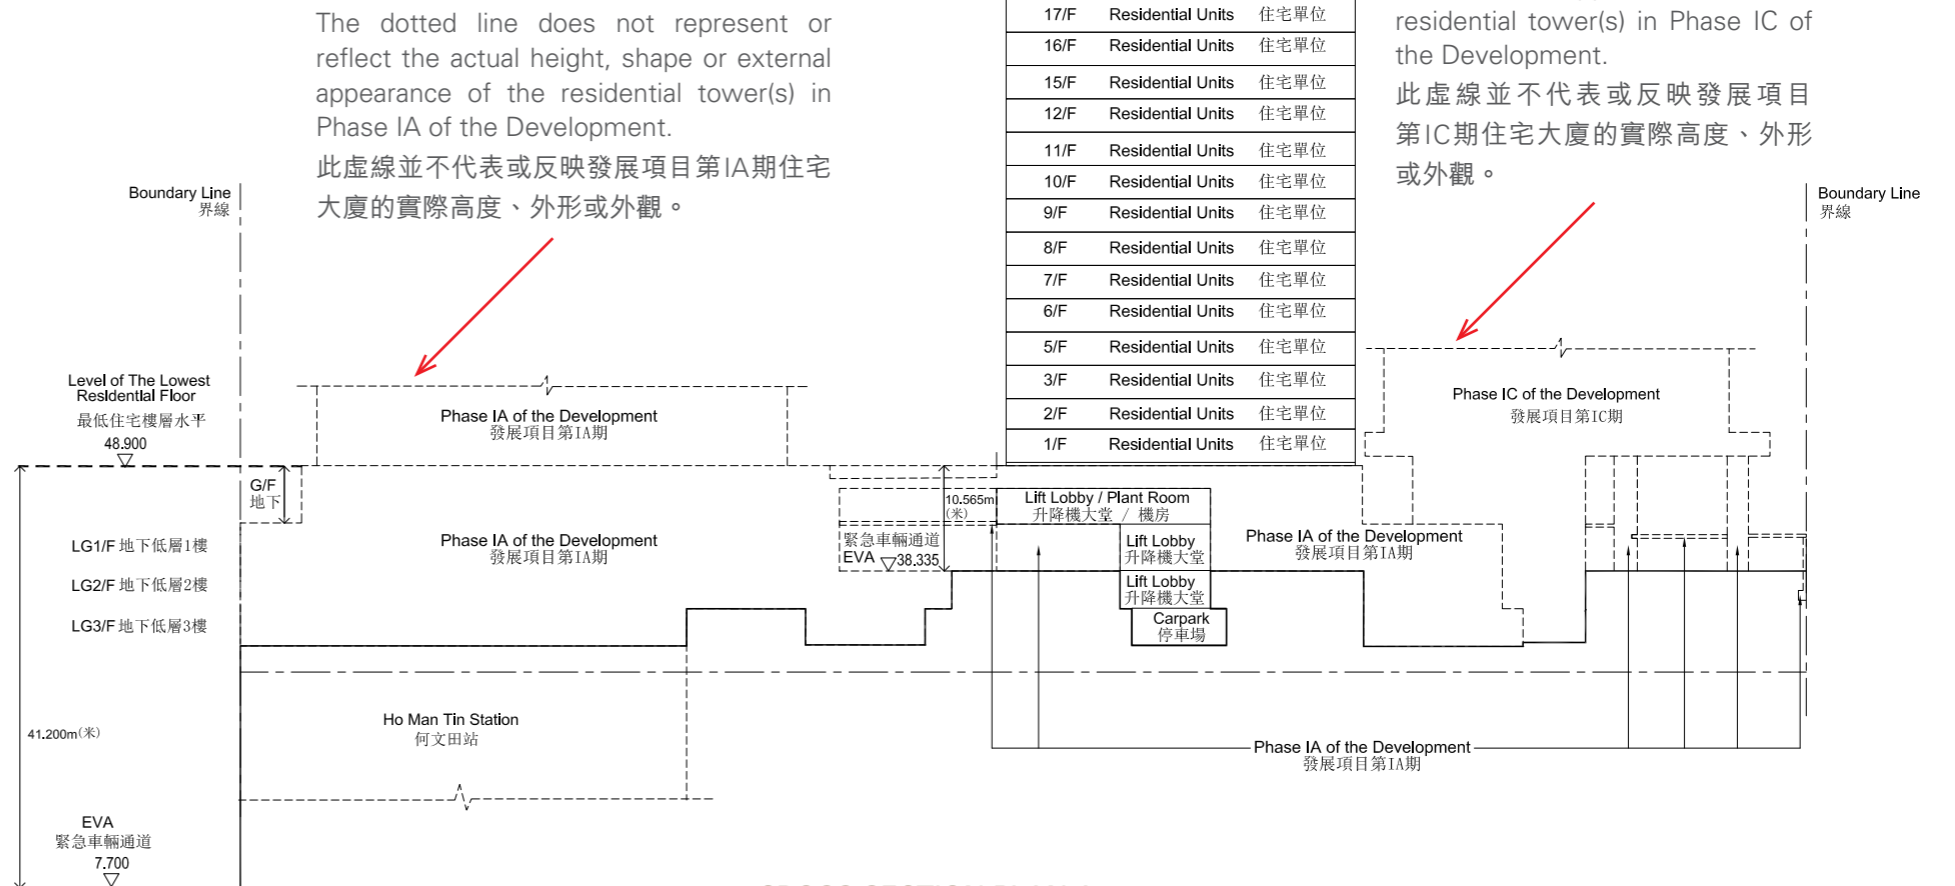 The dotted line does not represent or
reflect the actual height, shape or external
appearance of the residential tower(s) in
Phase IA of the Development.
此虛線並不代表或反映發展項目第IA期住宅
大廈的實際高度、外形或外觀。
residential tower(s) in Phase IC of
the Development.
此虛線並不代表或反映發展項目
第IC期住宅大廈的實際高度、外形
或外觀。
17/F Residential Units 住宅單位
16/F Residential Units 住宅單位
15/F Residential Units 住宅單位
12/F Residential Units 住宅單位
11/F Residential Units 住宅單位
10/F Residential Units 住宅單位
9/F Residential Units 住宅單位
8/F Residential Units 住宅單位
7/F Residential Units 住宅單位
6/F Residential Units 住宅單位
5/F Residential Units 住宅單位
3/F Residential Units 住宅單位
2/F Residential Units 住宅單位
1/F Residential Units 住宅單位
Boundary Line
界線
Boundary Line
界線
Level of The Lowest
Residential Floor
最低住宅樓層水平
48.900
Phase IA of the Development
發展項目第IA期
Phase IC of the Development
發展項目第IC期
G/F
地下
10.565m
(米)
Lift Lobby / Plant Room
升降機大堂 / 機房
LG1/F 地下低層1樓
LG2/F 地下低層2樓
LG3/F 地下低層3樓
Phase IA of the Development
發展項目第IA期
緊急車輛通道
EVA 38.335
Lift Lobby
升降機大堂
Lift Lobby
升降機大堂
Carpark
停車場
Phase IA of the Development
發展項目第IA期
41.200m(米)
Ho Man Tin Station
何文田站
Phase IA of the Development
發展項目第IA期
EVA
緊急車輛通道
7.700